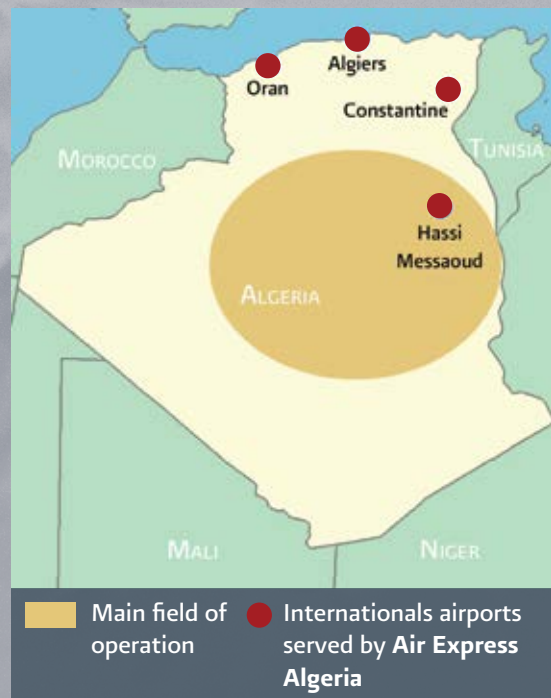 Algiers
Oran
Constantine
MOROCCO
TUNISIA
Hassi
Messaoud
ALGERIA
MALI
NIGER
Main field of
operation
Internationals airports
served by Air Express
Algeria